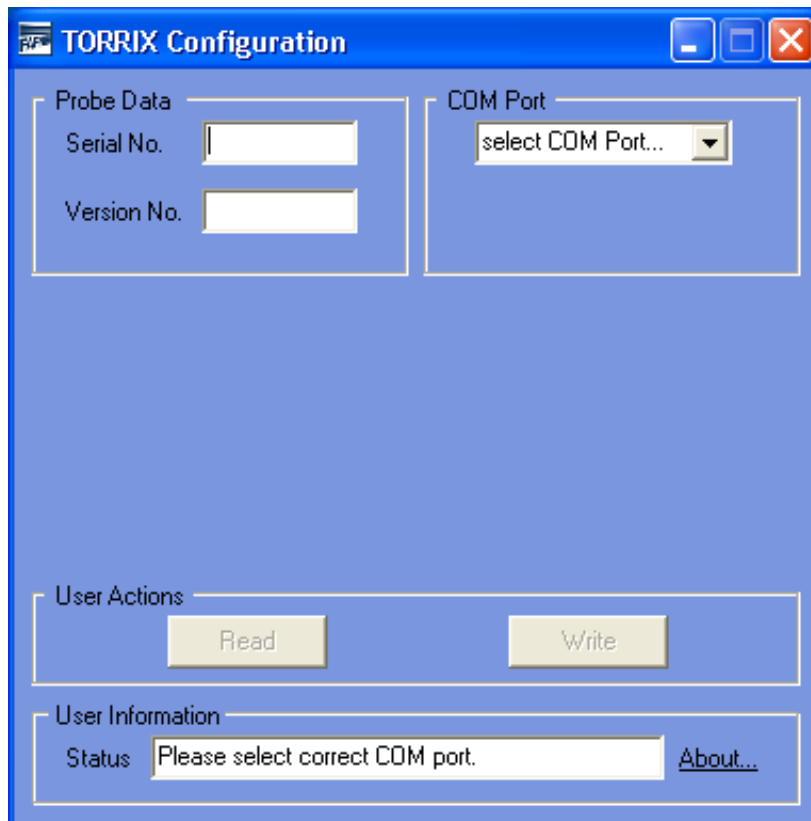 TORRIX Configuration
Probe Data
Serial No.
Version No.
COM Port
select COM Port...
User Actions
Read
Write
User Information
Status
Please select correct COM port.
About...